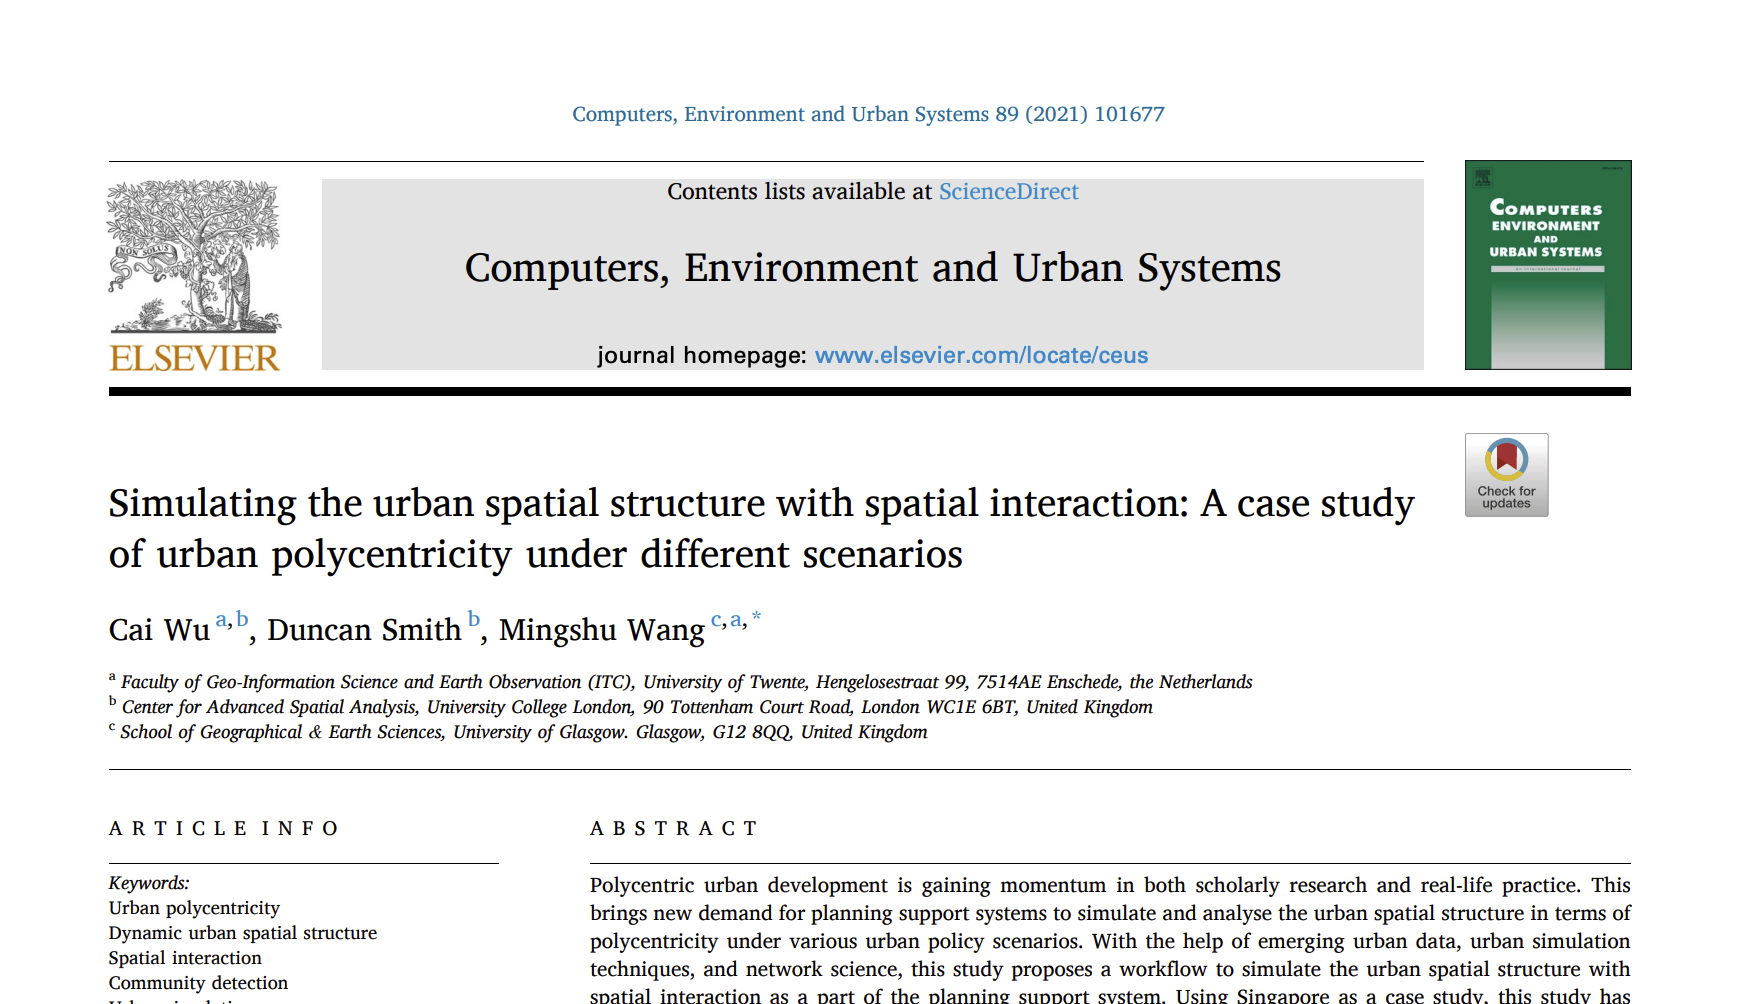 Computers, Environment and Urban Systems 89 (2021) 101677
Contents lists available at ScienceDirect
Computers, Environment and Urban Systems
journal homepage: www.elsevier.com/locate/ceus
NON SOLUS
ELSEVIER
COMPUTERS
ENVIRONMENT
AND
URBAN SYSTEMS
An International Journal
Check for
updates
Simulating the urban spatial structure with spatial interaction: A case study
of urban polycentricity under different scenarios
Cai Wu a,b, Duncan Smith b, Mingshu Wang c,a,*
a Faculty of Geo-Information Science and Earth Observation (ITC), University of Twente, Hengelosestraat 99, 7514AE Enschede, the Netherlands
b Center for Advanced Spatial Analysis, University College London, 90 Tottenham Court Road, London WC1E 6BT, United Kingdom
c School of Geographical & Earth Sciences, University of Glasgow. Glasgow, G12 8QQ, United Kingdom
ARTICLE INFO
Keywords:
Urban polycentricity
Dynamic urban spatial structure
Spatial interaction
Community detection
ABSTRACT
Polycentric urban development is gaining momentum in both scholarly research and real-life practice. This
brings new demand for planning support systems to simulate and analyse the urban spatial structure in terms of
polycentricity under various urban policy scenarios. With the help of emerging urban data, urban simulation
techniques, and network science, this study proposes a workflow to simulate the urban spatial structure with
spatial interaction as a part of the planning support system. Using Singapore as a case study, this study has